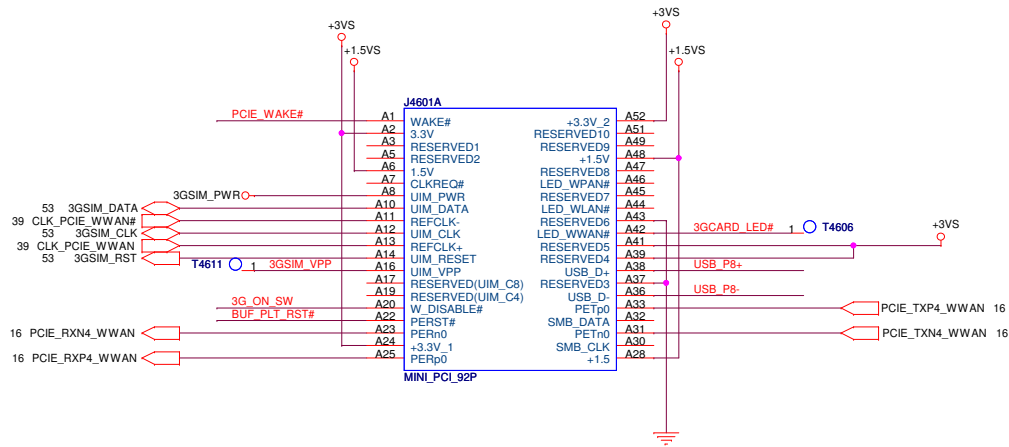 +3VS
+3VS
+1.5VS
+1.5VS
J4601A
PCIE_WAKE# A1 WAKE# +3.3V_2 A52
A2 3.3V RESERVED10 A51
A3 RESERVED1 RESERVED9 A49
A5 RESERVED2 +1.5V A48
A6 1.5V RESERVED8 A47
A7 CLKREQ# LED_WPAN# A46
3GSIM_PWR A8 UIM_PWR RESERVED7 A45
53 3GSIM_DATA A10 UIM_DATA LED_WLAN# A44
39 CLK_PCIE_WWAN# A11 REFCLK- RESERVED6 A43
53 3GSIM_CLK A12 UIM_CLK LED_WWAN# A42 3GCARD_LED# 1 T4606
+3VS
39 CLK_PCIE_WWAN A13 REFCLK+ RESERVED5 A41
53 3GSIM_RST A14 UIM_RESET RESERVED4 A39
T4611 1 3GSIM_VPP A16 UIM_VPP USB_D+ A38 USB_P8+
A17 RESERVED(UIM_C8) RESERVED3 A37
A19 RESERVED(UIM_C4) USB_D- A36 USB_P8-
3G_ON_SW A20 W_DISABLE# PETp0 A33 PCIE_TXP4_WWAN 16
BUF_PLT_RST# A22 PERST# SMB_DATA A32
16 PCIE_RXN4_WWAN A23 PERn0 PETn0 A31 PCIE_TXN4_WWAN 16
A24 +3.3V_1 SMB_CLK A30
16 PCIE_RXP4_WWAN A25 PERp0 +1.5 A28
MINI_PCI_92P